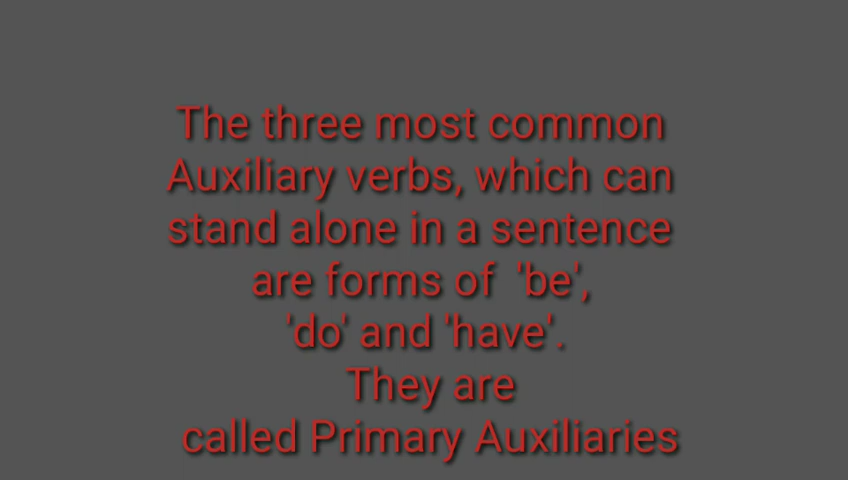 The three most common
Auxiliary verbs, which can
stand alone in a sentence
are forms of 'be',
'do' and 'have'.
They are
called Primary Auxiliaries